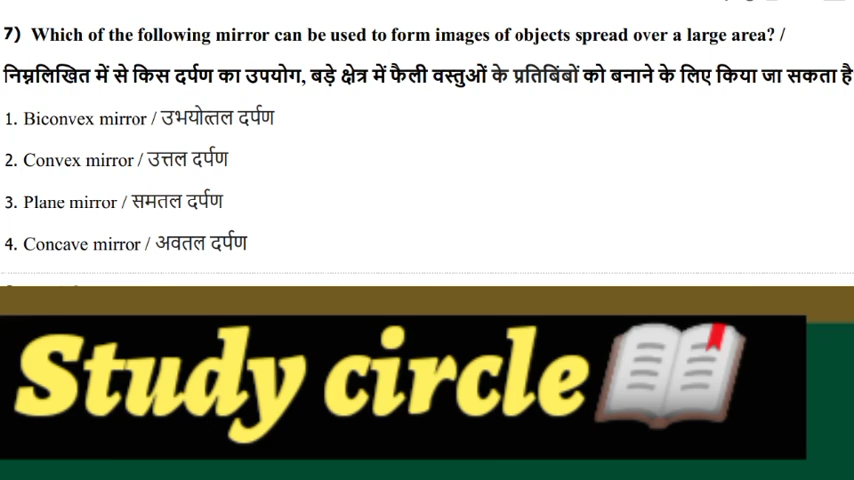 7) Which of the following mirror can be used to form images of objects spread over a large area? /
निम्नलिखित में से किस दर्पण का उपयोग, बड़े क्षेत्र में फैली वस्तुओं के प्रतिबिंबों को बनाने के लिए किया जा सकता है
1. Biconvex mirror / उभयोत्तल दर्पण
2. Convex mirror / उत्तल दर्पण
3. Plane mirror / समतल दर्पण
4. Concave mirror / अवतल दर्पण
Study circle